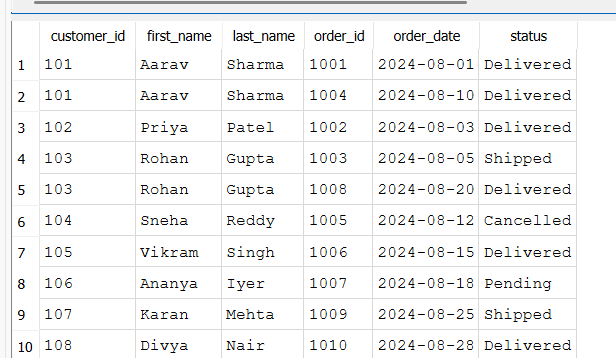 customer_id first_name last_name order_id order_date status
1 101 Aarav Sharma 1001 2024-08-01 Delivered
2 101 Aarav Sharma 1004 2024-08-10 Delivered
3 102 Priya Patel 1002 2024-08-03 Delivered
4 103 Rohan Gupta 1003 2024-08-05 Shipped
5 103 Rohan Gupta 1008 2024-08-20 Delivered
6 104 Sneha Reddy 1005 2024-08-12 Cancelled
7 105 Vikram Singh 1006 2024-08-15 Delivered
8 106 Ananya Iyer 1007 2024-08-18 Pending
9 107 Karan Mehta 1009 2024-08-25 Shipped
10 108 Divya Nair 1010 2024-08-28 Delivered